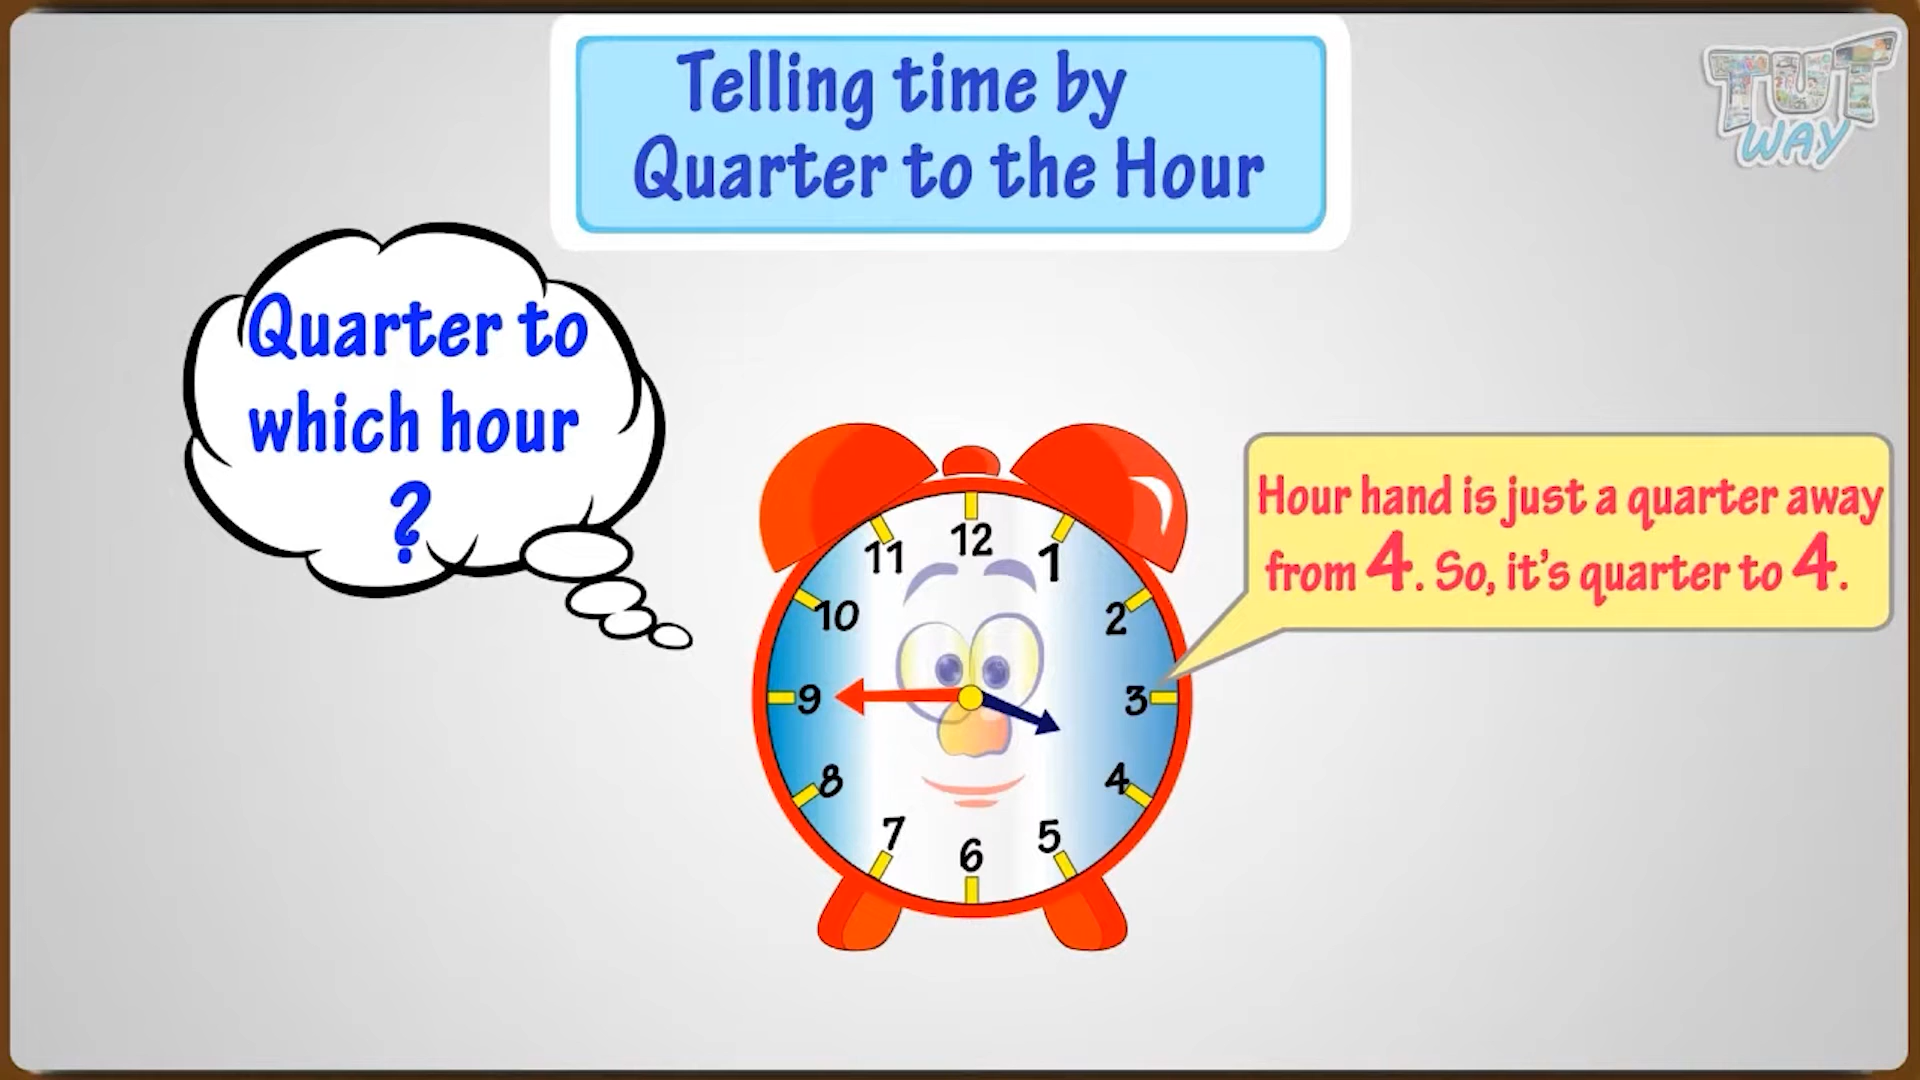 Telling time by
Quarter to the Hour
TUT
WAY
Quarter to
which hour
?
Hour hand is just a quarter away
from 4. So, it's quarter to 4.
12
11
1
10
2
9
3
8
4
7
5
6